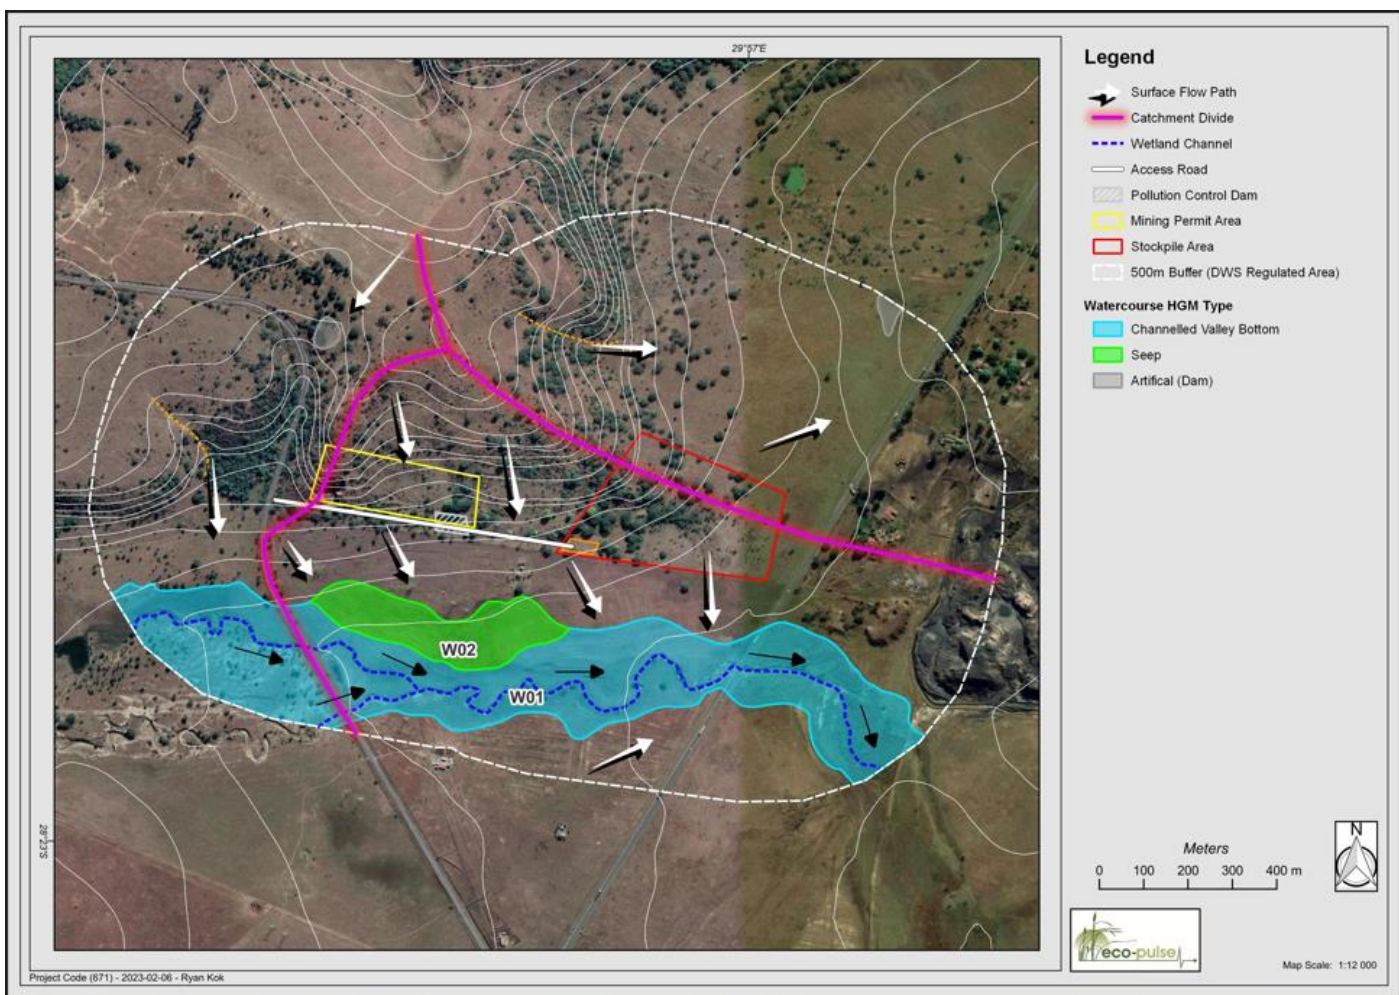 29°57'E
Legend
Surface Flow Path
Catchment Divide
Wetland Channel
Access Road
Pollution Control Dam
Mining Permit Area
Stockpile Area
500m Buffer (DWS Regulated Area)
Watercourse HGM Type
Channelled Valley Bottom
Seep
Artifical (Dam)
W02
W01
28°23'S
N
Meters
0 100 200 300 400 m
eco-pulse
Map Scale: 1:12 000
Project Code (671) - 2023-02-06 - Ryan Kok